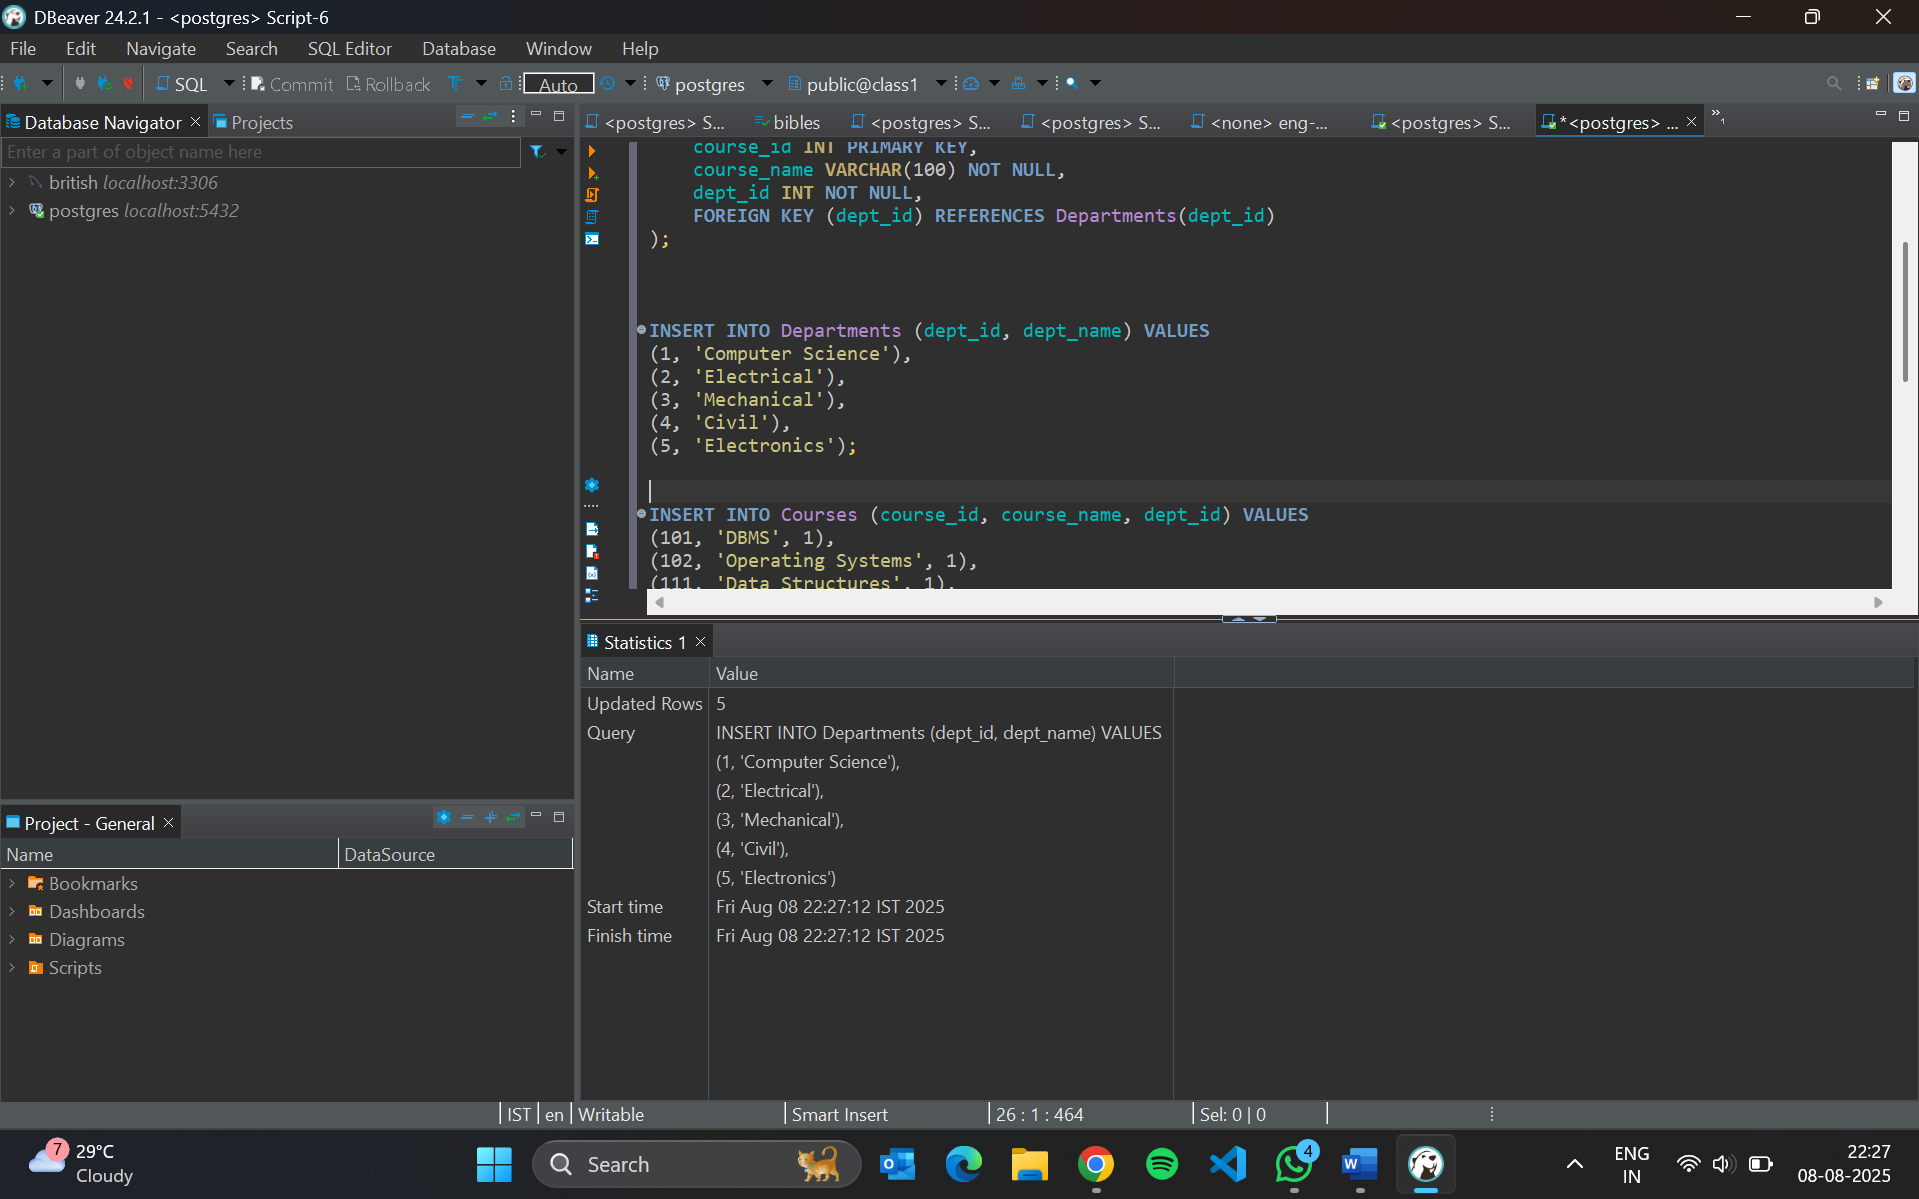 DBeaver 24.2.1 - <postgres> Script-6
File Edit Navigate Search SQL Editor Database Window Help
SQL Commit Rollback Auto postgres public@class1
Database Navigator Projects
Enter a part of object name here
british localhost:3306
postgres localhost:5432
<postgres> S... bibles <postgres> S... <postgres> S... <none> eng-... <postgres> S... *<postgres> ... »1
course_id INT PRIMARY KEY,
course_name VARCHAR(100) NOT NULL,
dept_id INT NOT NULL,
FOREIGN KEY (dept_id) REFERENCES Departments(dept_id)
);
INSERT INTO Departments (dept_id, dept_name) VALUES
(1, 'Computer Science'),
(2, 'Electrical'),
(3, 'Mechanical'),
(4, 'Civil'),
(5, 'Electronics');
INSERT INTO Courses (course_id, course_name, dept_id) VALUES
(101, 'DBMS', 1),
(102, 'Operating Systems', 1),
(111, 'Data Structures', 1),
Statistics 1
Name Value
Updated Rows 5
Query INSERT INTO Departments (dept_id, dept_name) VALUES
(1, 'Computer Science'),
(2, 'Electrical'),
(3, 'Mechanical'),
(4, 'Civil'),
(5, 'Electronics')
Start time Fri Aug 08 22:27:12 IST 2025
Finish time Fri Aug 08 22:27:12 IST 2025
Project - General
Name DataSource
Bookmarks
Dashboards
Diagrams
Scripts
IST en Writable Smart Insert 26 : 1 : 464 Sel: 0 | 0
7 29°C
Cloudy
Search
4
ENG
IN
22:27
08-08-2025